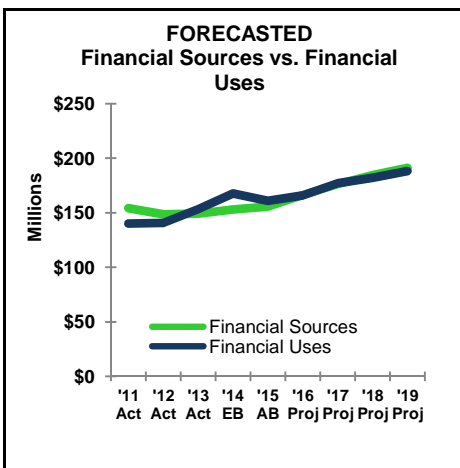 FORECASTED
Financial Sources vs. Financial
Uses
$250
$200
$150
$100
$50
$0
Millions
Financial Sources
Financial Uses
'11 '12 '13 '14 '15 '16 '17 '18 '19
Act Act Act EB AB Proj Proj Proj Proj